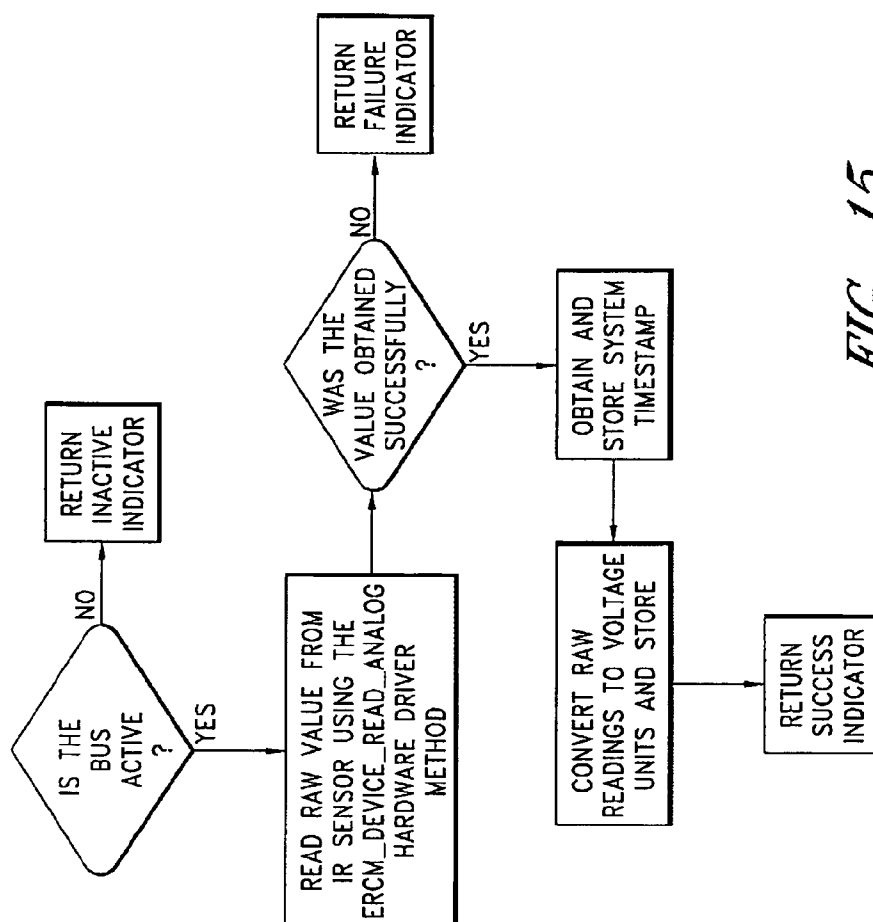 IS THE
BUS
ACTIVE
?
NO
RETURN
INACTIVE
INDICATOR
YES
READ RAW VALUE FROM
IR SENSOR USING THE
ERCM_DEVICE_READ_ANALOG
HARDWARE DRIVER
METHOD
WAS THE
VALUE OBTAINED
SUCCESSFULLY
?
NO
RETURN
FAILURE
INDICATOR
YES
OBTAIN AND
STORE SYSTEM
TIMESTAMP
CONVERT RAW
READINGS TO VOLTAGE
UNITS AND STORE
RETURN
SUCCESS
INDICATOR
FIG. 15